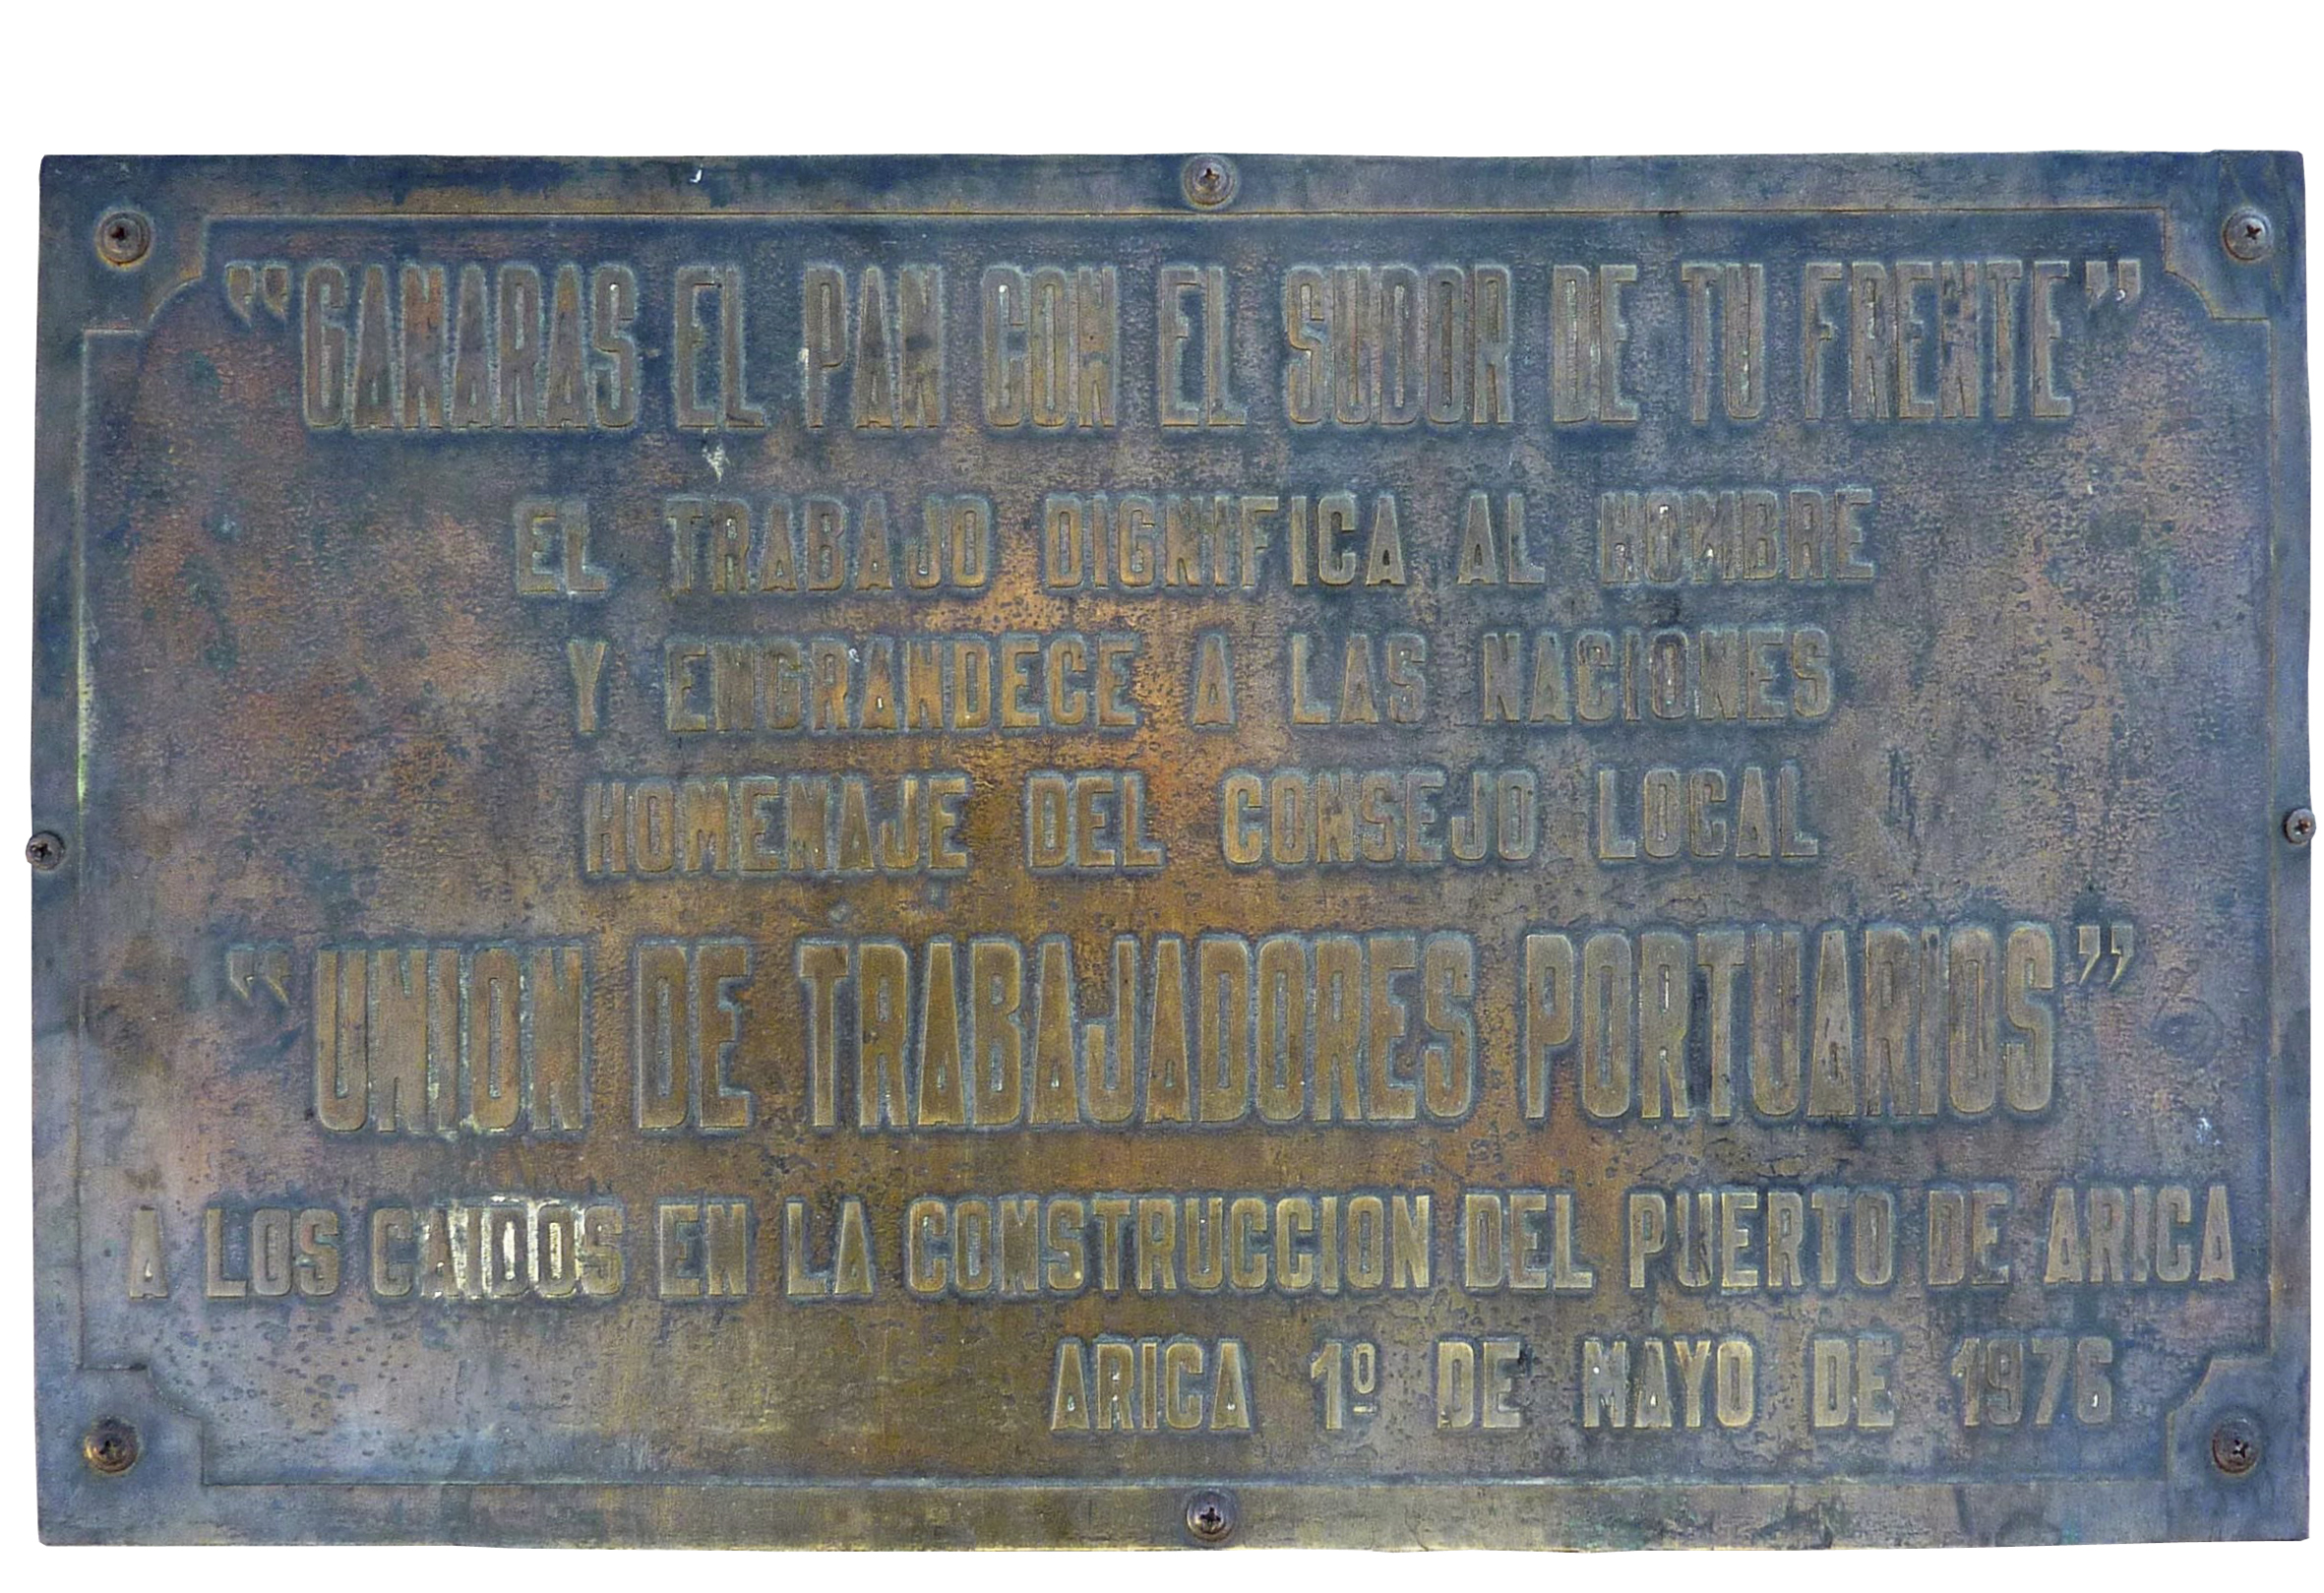 "GANARAS EL PAN CON EL SUDOR DE TU FRENTE"
EL TRABAJO DIGNIFICA AL HOMBRE
Y ENGRANDECE A LAS NACIONES
HOMENAJE DEL CONSEJO LOCAL
"UNION DE TRABAJADORES PORTUARIOS"
A LOS CAIDOS EN LA CONSTRUCCION DEL PUERTO DE ARICA
ARICA 1º DE MAYO DE 1976